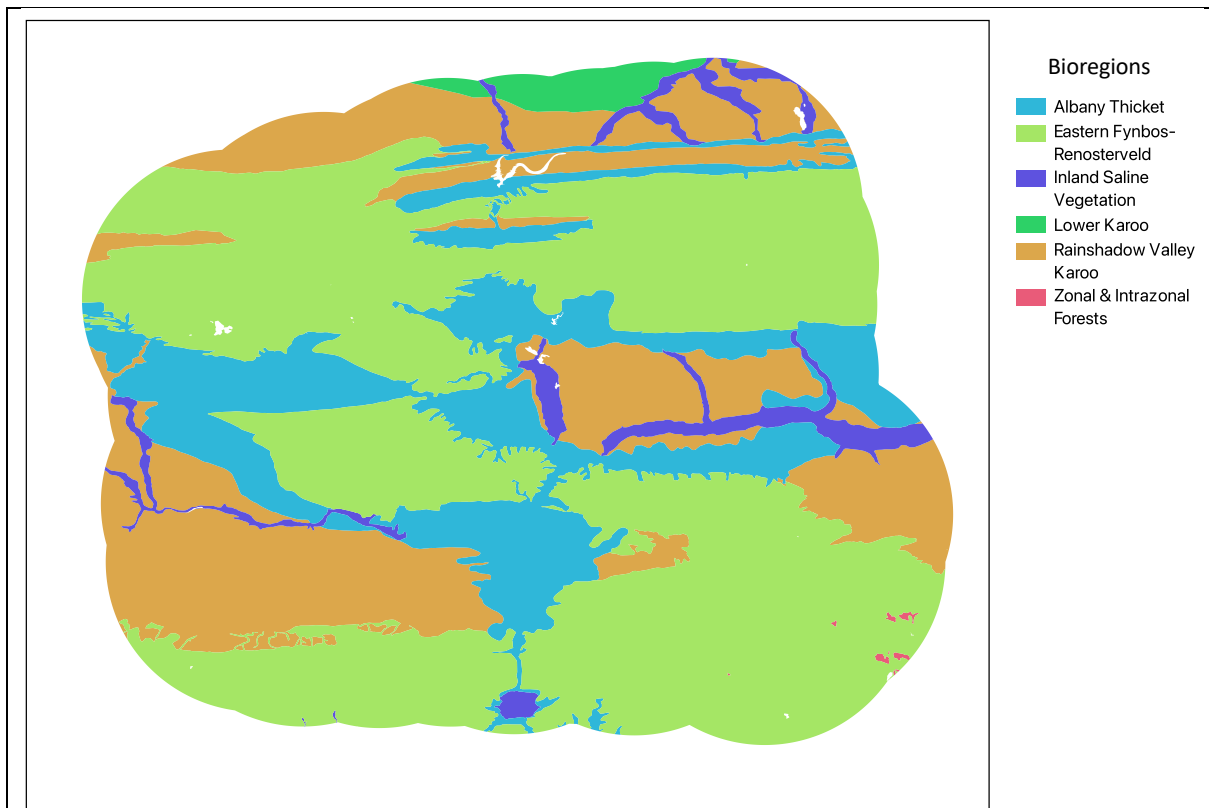 Bioregions
Albany Thicket
Eastern Fynbos-
Renosterveld
Inland Saline
Vegetation
Lower Karoo
Rainshadow Valley
Karoo
Zonal & Intrazonal
Forests